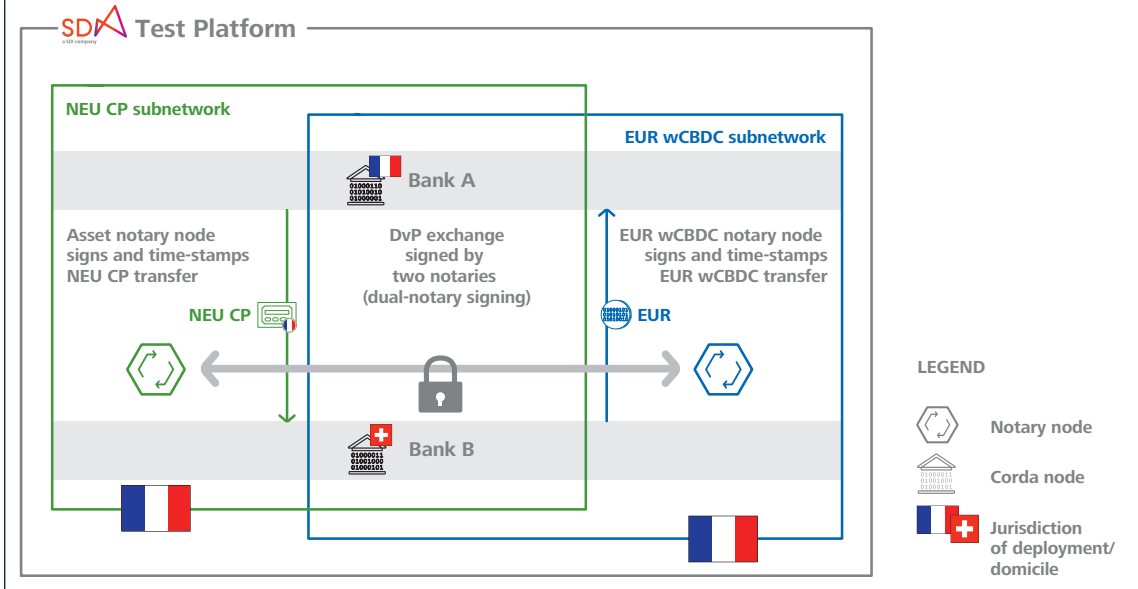 SDX Test Platform
a SDX company
NEU CP subnetwork
EUR wCBDC subnetwork
01000110
01010010
01000001
Bank A
Asset notary node
signs and time-stamps
NEU CP transfer
DvP exchange
signed by
two notaries
(dual-notary signing)
EUR wCBDC notary node
signs and time-stamps
EUR wCBDC transfer
NEU CP
EUR
01000011
01001000
01000101
Bank B
LEGEND
Notary node
01000011
01001000
01000101
Corda node
Jurisdiction
of deployment/
domicile